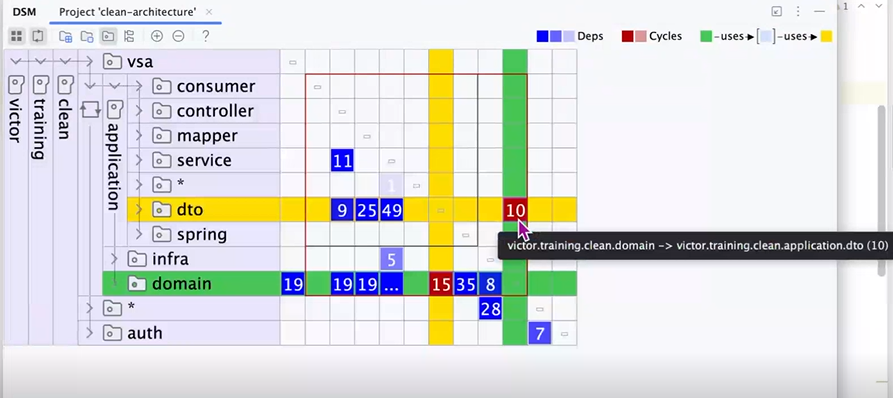 DSM Project 'clean-architecture' ×
?
Deps Cycles -uses→[ ]-uses→
vsa
consumer
controller
mapper
service 11
* 1
dto 9 25 49 10
spring
victor.training.clean.domain -> victor.training.clean.application.dto (10)
infra 5
domain 19 19 19 ... 15 35 8
* 28
auth 7
victor
training
clean
application
1